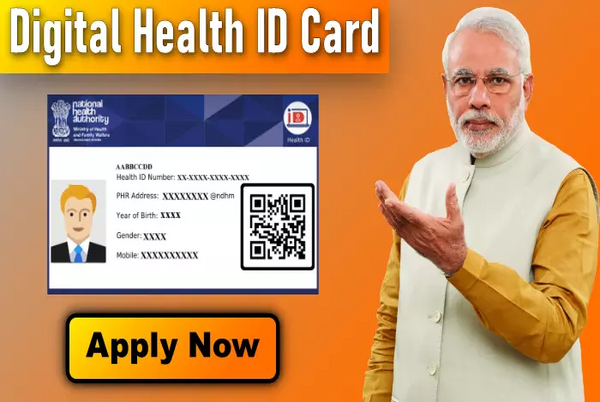 Digital Health ID Card
national
health
authority
Ministry of Health
and Family Welfare
Health ID
AABBCCDD
Health ID Number: XX-XXXX-XXXX-XXXX
PHR Address: XXXXXXXX @ndhm
Year of Birth: XXXX
Gender: XXXX
Mobile: XXXXXXXXXX
Apply Now